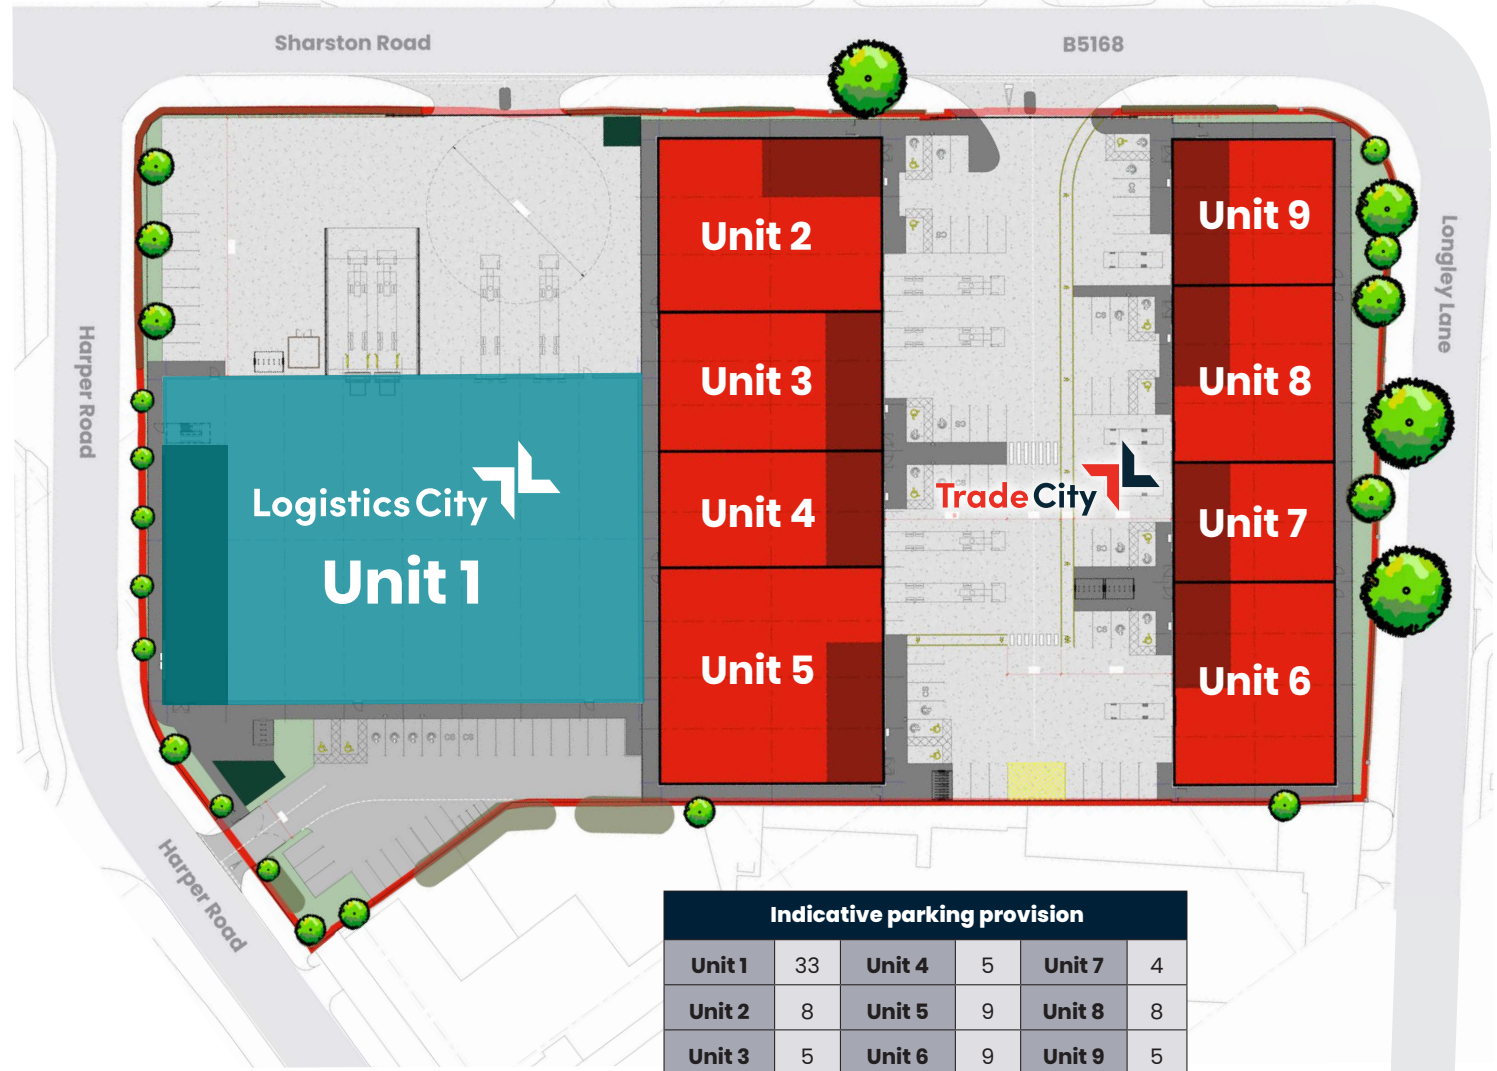 Sharston Road
B5168
Longley Lane
Harper Road
Harper Road
Unit 2
Unit 9
Unit 3
Unit 8
Logistics City
Unit 1
Unit 4
Trade City
Unit 7
Unit 5
Unit 6
Indicative parking provision
Unit 1 33 Unit 4 5 Unit 7 4
Unit 2 8 Unit 5 9 Unit 8 8
Unit 3 5 Unit 6 9 Unit 9 5